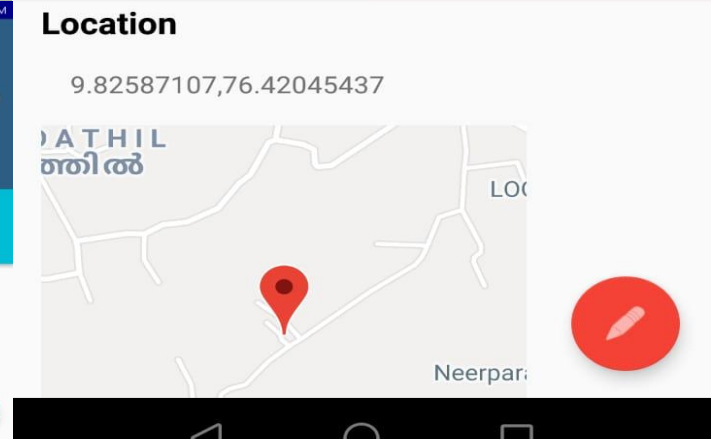 Location
9.82587107,76.42045437
ATHIL
ത്തിൽ
LOC
Neerpara